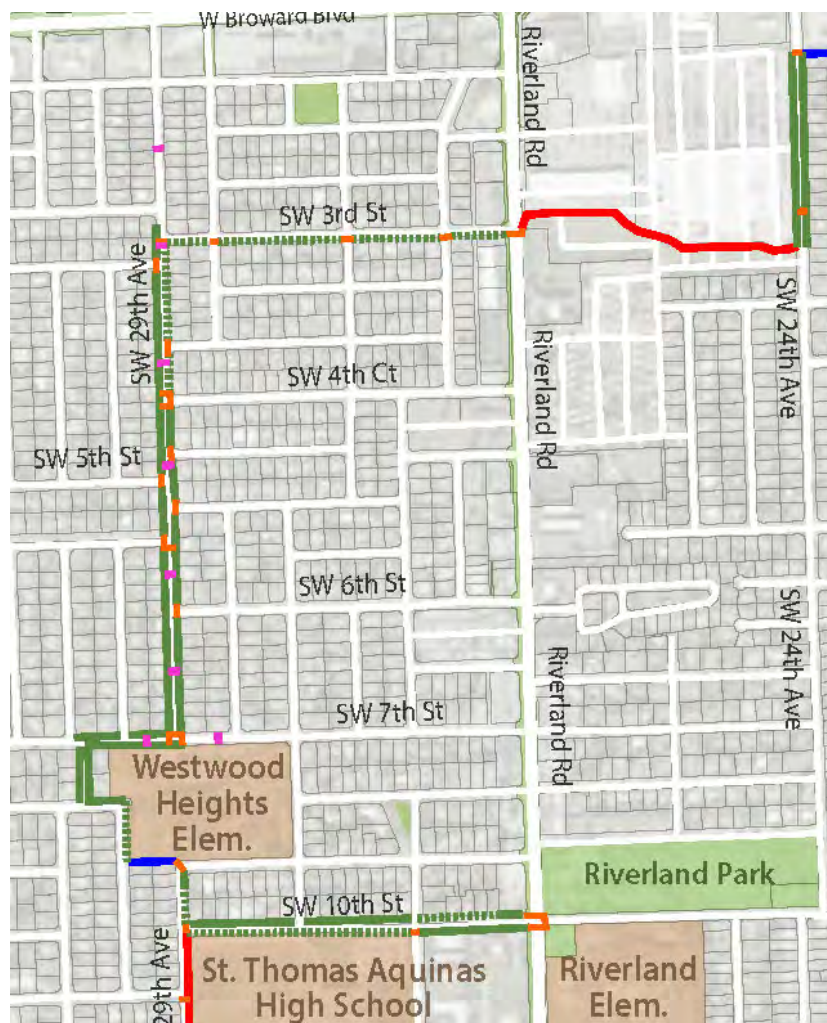 W Broward Blvd
Riverland Rd
Riverland Rd
SW 3rd St
SW 29th Ave
SW 24th Ave
Riverland Rd
SW 4th Ct
SW 5th St
SW 6th St
SW 24th Ave
Riverland Rd
SW 7th St
Westwood
Heights
Elem.
Riverland Park
SW 10th St
29th Ave
St. Thomas Aquinas
High School
Riverland
Elem.